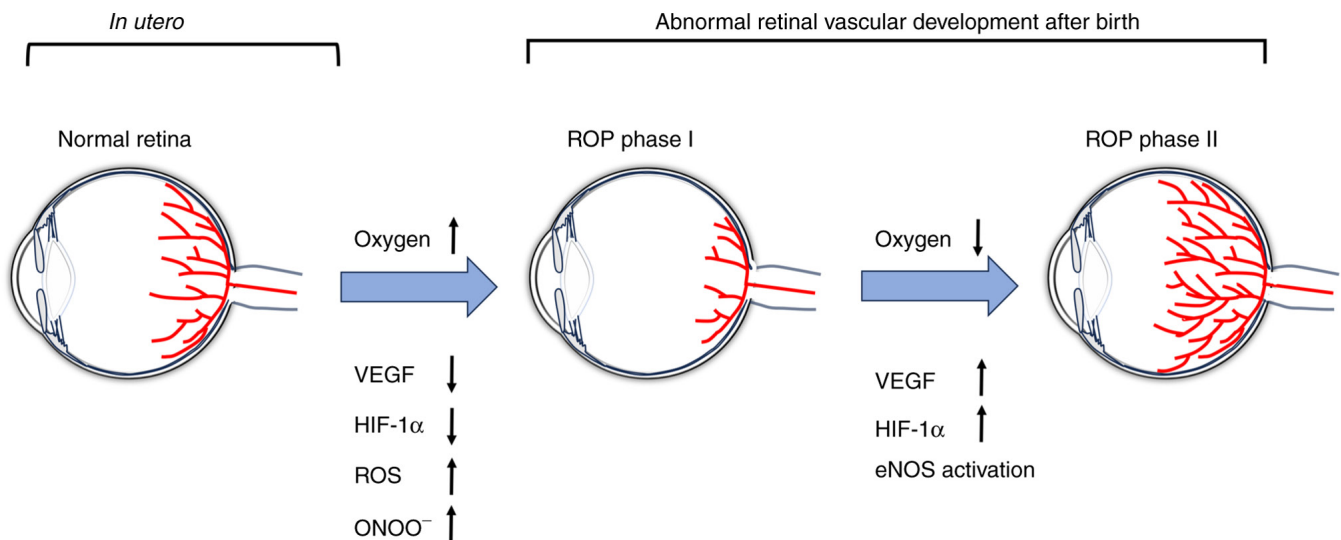 In utero
Abnormal retinal vascular development after birth
Normal retina
ROP phase I
ROP phase II
Oxygen ↑
VEGF ↓
HIF-1α ↓
ROS ↑
ONOO⁻ ↑
Oxygen ↓
VEGF ↑
HIF-1α ↑
eNOS activation